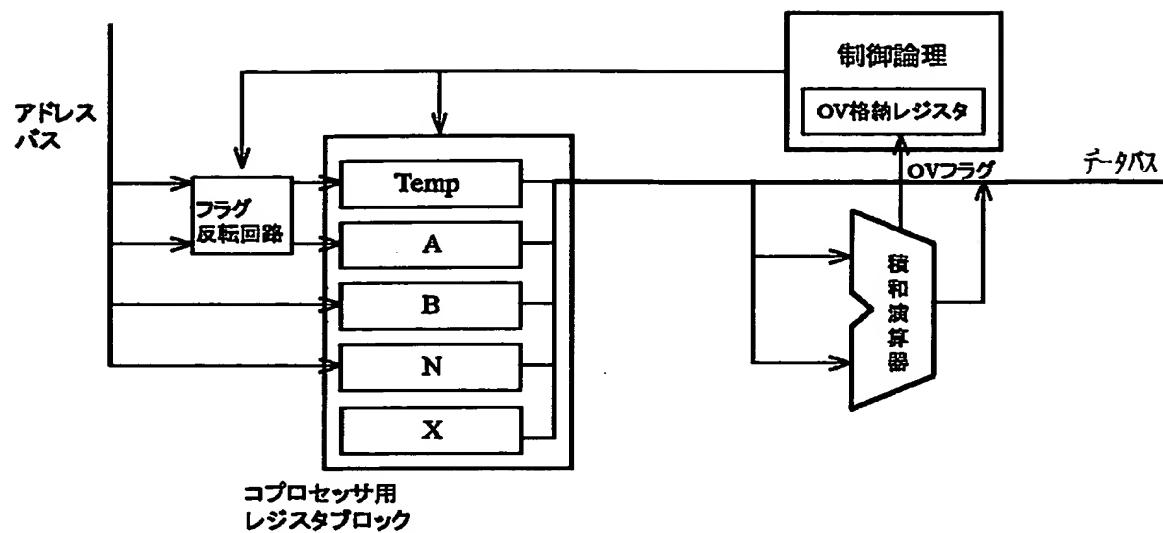 制御論理
OV格納レジスタ
アドレス
バス
データバス
OVフラグ
Temp
フラグ
反転回路
A
積和演算器
B
N
X
コプロセッサ用
レジスタブロック